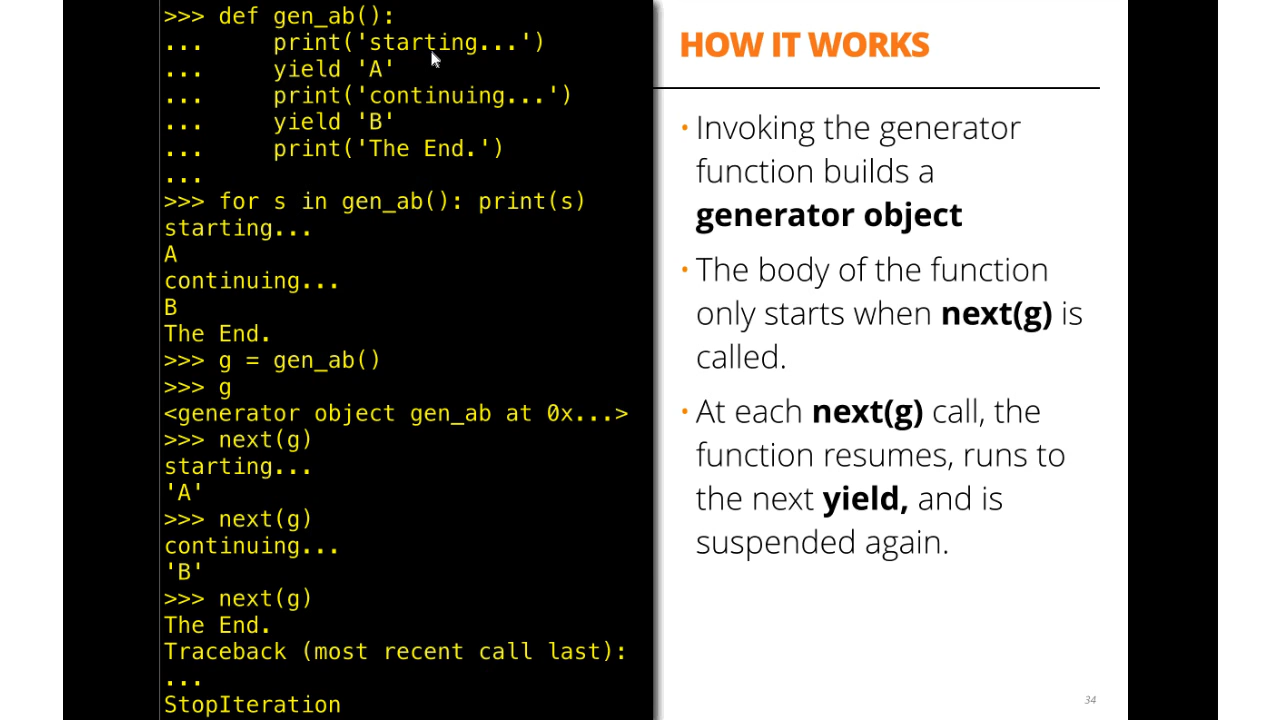 >>> def gen_ab():
...     print('starting...')
...     yield 'A'
...     print('continuing...')
...     yield 'B'
...     print('The End.')
...
>>> for s in gen_ab(): print(s)
starting...
A
continuing...
B
The End.
>>> g = gen_ab()
>>> g
<generator object gen_ab at 0x...>
>>> next(g)
starting...
'A'
>>> next(g)
continuing...
'B'
>>> next(g)
The End.
Traceback (most recent call last):
...
StopIteration
HOW IT WORKS
• Invoking the generator
function builds a
generator object
• The body of the function
only starts when next(g) is
called.
• At each next(g) call, the
function resumes, runs to
the next yield, and is
suspended again.
34